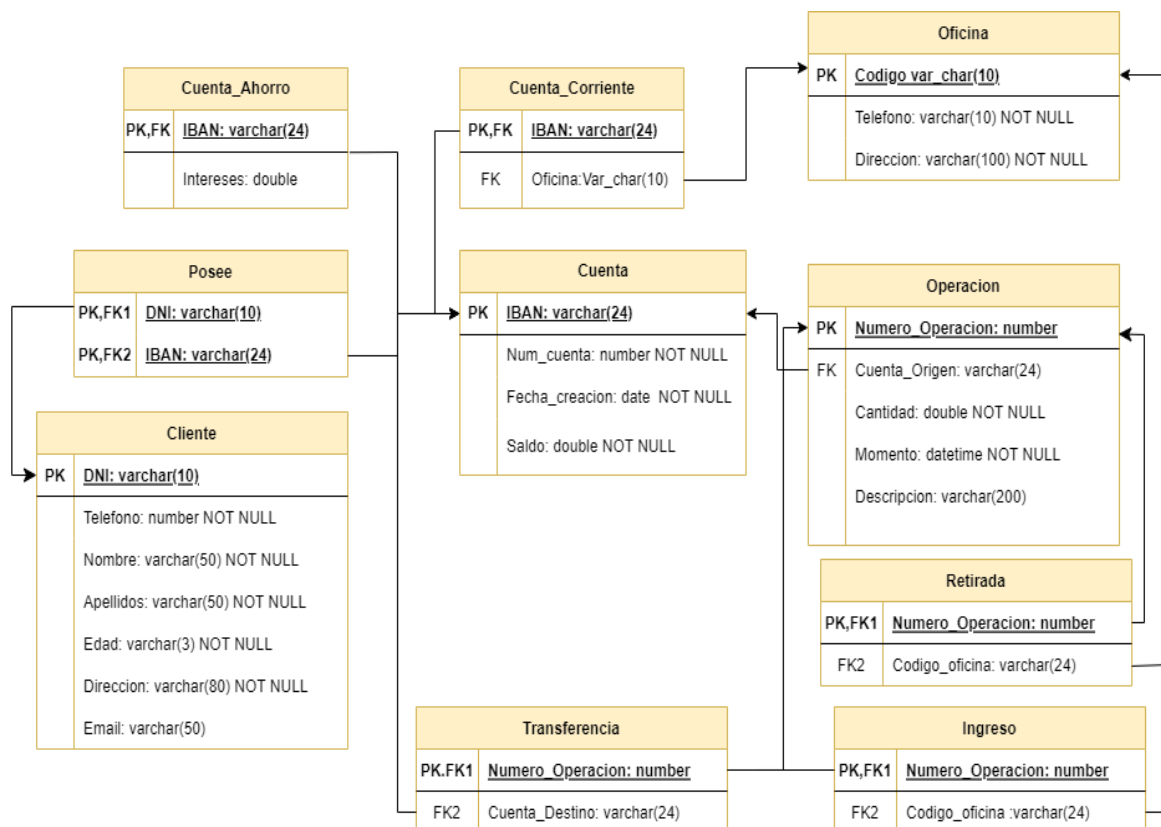 Oficina
PK Codigo var_char(10)
Telefono: varchar(10) NOT NULL
Direccion: varchar(100) NOT NULL
Cuenta_Ahorro
PK,FK IBAN: varchar(24)
Intereses: double
Cuenta_Corriente
PK,FK IBAN: varchar(24)
FK Oficina:Var_char(10)
Posee
PK,FK1 DNI: varchar(10)
PK,FK2 IBAN: varchar(24)
Cuenta
PK IBAN: varchar(24)
Num_cuenta: number NOT NULL
Fecha_creacion: date NOT NULL
Saldo: double NOT NULL
Operacion
PK Numero_Operacion: number
FK Cuenta_Origen: varchar(24)
Cantidad: double NOT NULL
Momento: datetime NOT NULL
Descripcion: varchar(200)
Cliente
PK DNI: varchar(10)
Telefono: number NOT NULL
Nombre: varchar(50) NOT NULL
Apellidos: varchar(50) NOT NULL
Edad: varchar(3) NOT NULL
Direccion: varchar(80) NOT NULL
Email: varchar(50)
Retirada
PK,FK1 Numero_Operacion: number
FK2 Codigo_oficina: varchar(24)
Transferencia
PK.FK1 Numero_Operacion: number
FK2 Cuenta_Destino: varchar(24)
Ingreso
PK,FK1 Numero_Operacion: number
FK2 Codigo_oficina :varchar(24)